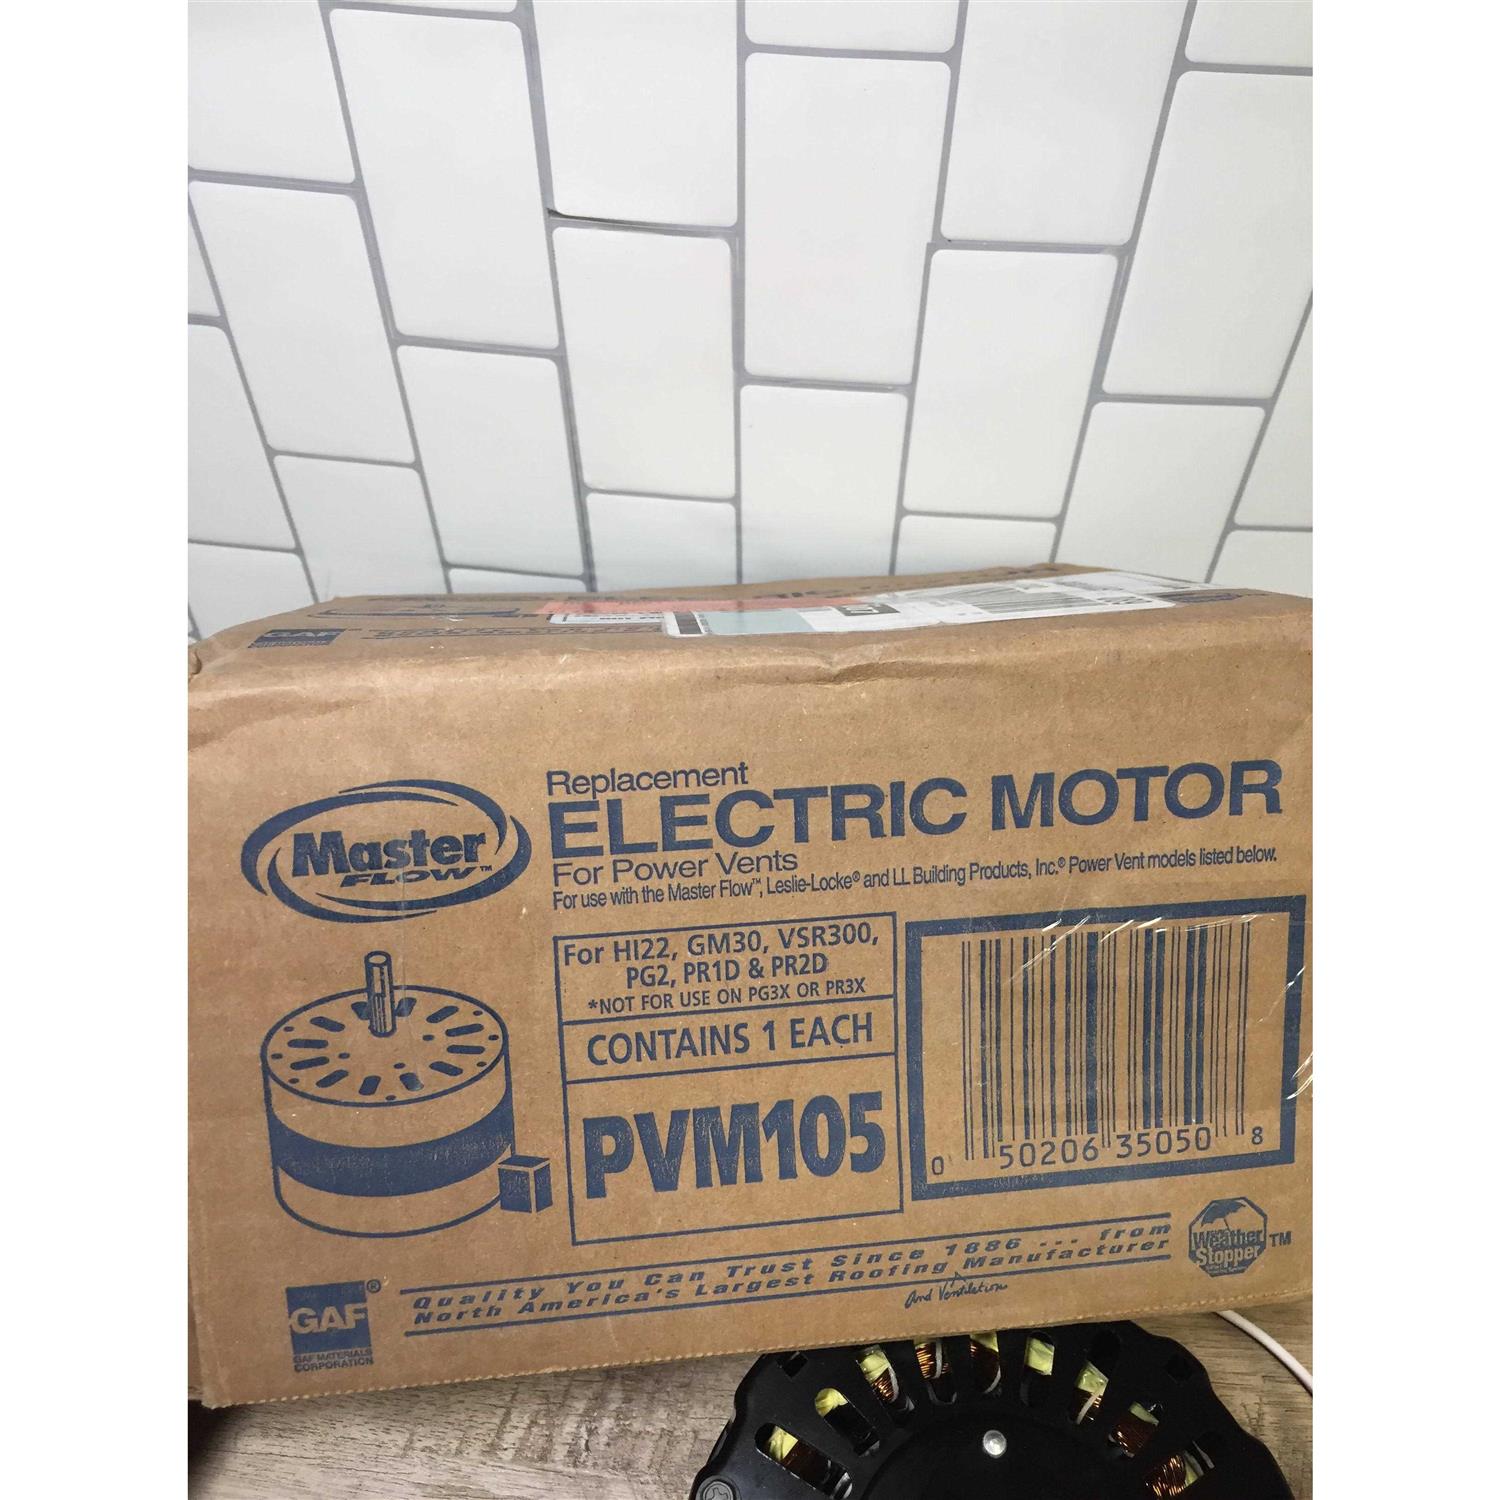 GAF
Master
FLOW™
Replacement
ELECTRIC MOTOR
For Power Vents
For use with the Master Flow™, Leslie-Locke® and LL Building Products, Inc.® Power Vent models listed below.
For HI22, GM30, VSR300,
PG2, PR1D & PR2D
*NOT FOR USE ON PG3X OR PR3X
CONTAINS 1 EACH
PVM105
0 50206 35050 8
Quality You Can Trust Since 1886 ... from
North America's Largest Roofing Manufacturer
And Ventilation
Weather
Stopper
TM
GAF®
GAF MATERIALS
CORPORATION